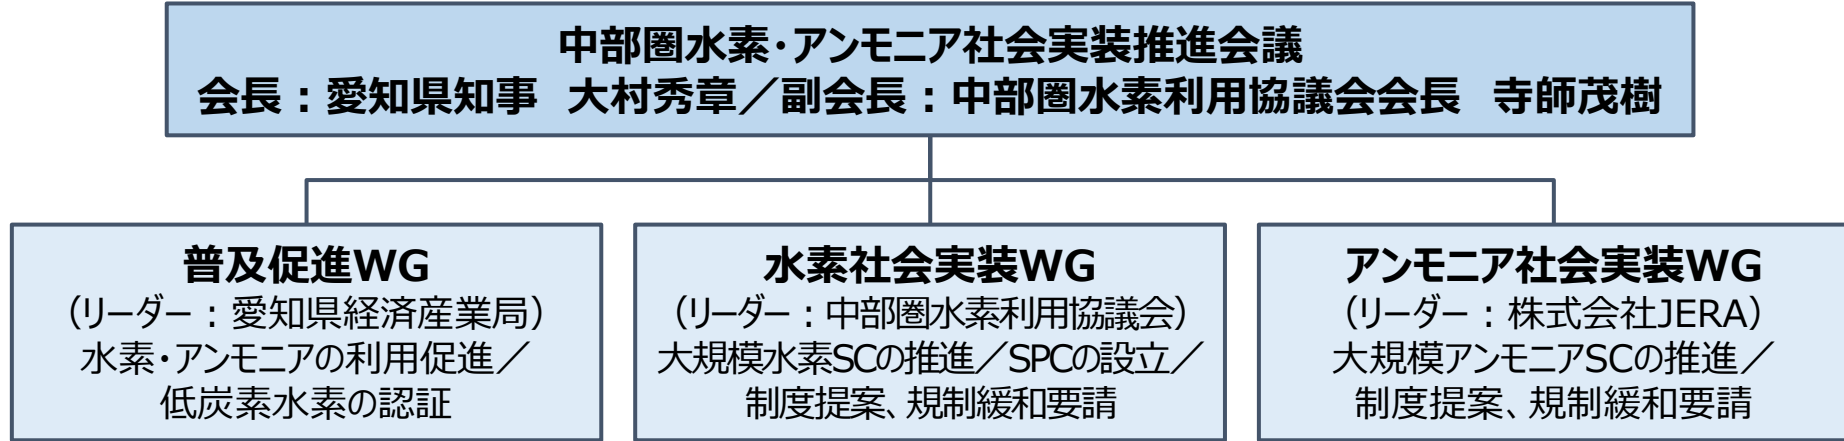 中部圏水素･アンモニア社会実装推進会議
会長：愛知県知事　大村秀章／副会長：中部圏水素利用協議会会長　寺師茂樹
普及促進WG
（リーダー：愛知県経済産業局）
水素･アンモニアの利用促進／
低炭素水素の認証
水素社会実装WG
（リーダー：中部圏水素利用協議会）
大規模水素SCの推進／SPCの設立／
制度提案、規制緩和要請
アンモニア社会実装WG
（リーダー：株式会社JERA）
大規模アンモニアSCの推進／
制度提案、規制緩和要請